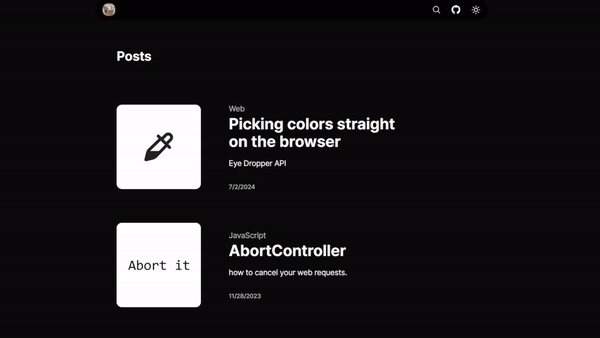 Posts
Web
Picking colors straight
on the browser
Eye Dropper API
7/2/2024
Abort it
JavaScript
AbortController
how to cancel your web requests.
11/28/2023